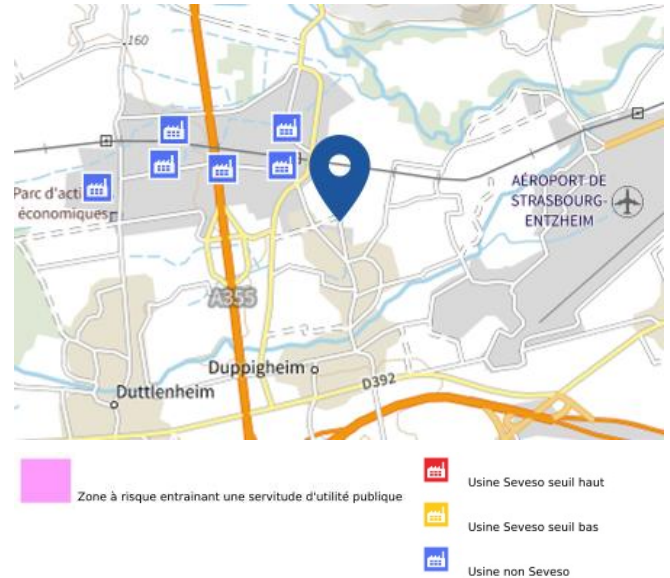 .160
Parc d'acti
économiques
AÉROPORT DE
STRASBOURG-
ENTZHEIM
A355
Duppigheim
D392
Duttlenheim
Zone à risque entrainant une servitude d'utilité publique
Usine Seveso seuil haut
Usine Seveso seuil bas
Usine non Seveso